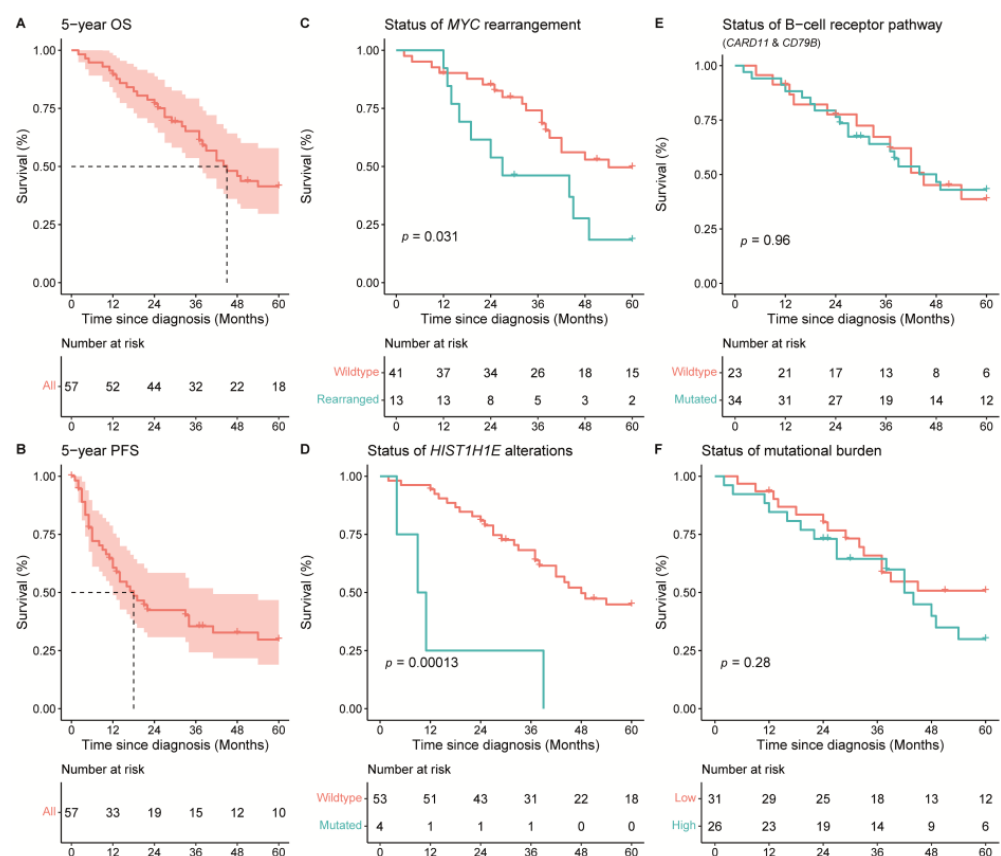 A 5−year OS
Survival (%)
1.00
0.75
0.50
0.25
0.00
0 12 24 36 48 60
Time since diagnosis (Months)
Number at risk
All 57 52 44 32 22 18
0 12 24 36 48 60
B 5−year PFS
Survival (%)
1.00
0.75
0.50
0.25
0.00
0 12 24 36 48 60
Time since diagnosis (Months)
Number at risk
All 57 33 19 15 12 10
0 12 24 36 48 60
C Status of MYC rearrangement
Survival (%)
1.00
0.75
0.50
0.25
0.00
p = 0.031
0 12 24 36 48 60
Time since diagnosis (Months)
Number at risk
Wildtype 41 37 34 26 18 15
Rearranged 13 13 8 5 3 2
0 12 24 36 48 60
D Status of HIST1H1E alterations
Survival (%)
1.00
0.75
0.50
0.25
0.00
p = 0.00013
0 12 24 36 48 60
Time since diagnosis (Months)
Number at risk
Wildtype 53 51 43 31 22 18
Mutated 4 1 1 1 0 0
0 12 24 36 48 60
E Status of B−cell receptor pathway
(CARD11 & CD79B)
Survival (%)
1.00
0.75
0.50
0.25
0.00
p = 0.96
0 12 24 36 48 60
Time since diagnosis (Months)
Number at risk
Wildtype 23 21 17 13 8 6
Mutated 34 31 27 19 14 12
0 12 24 36 48 60
F Status of mutational burden
Survival (%)
1.00
0.75
0.50
0.25
0.00
p = 0.28
0 12 24 36 48 60
Time since diagnosis (Months)
Number at risk
Low 31 29 25 18 13 12
High 26 23 19 14 9 6
0 12 24 36 48 60